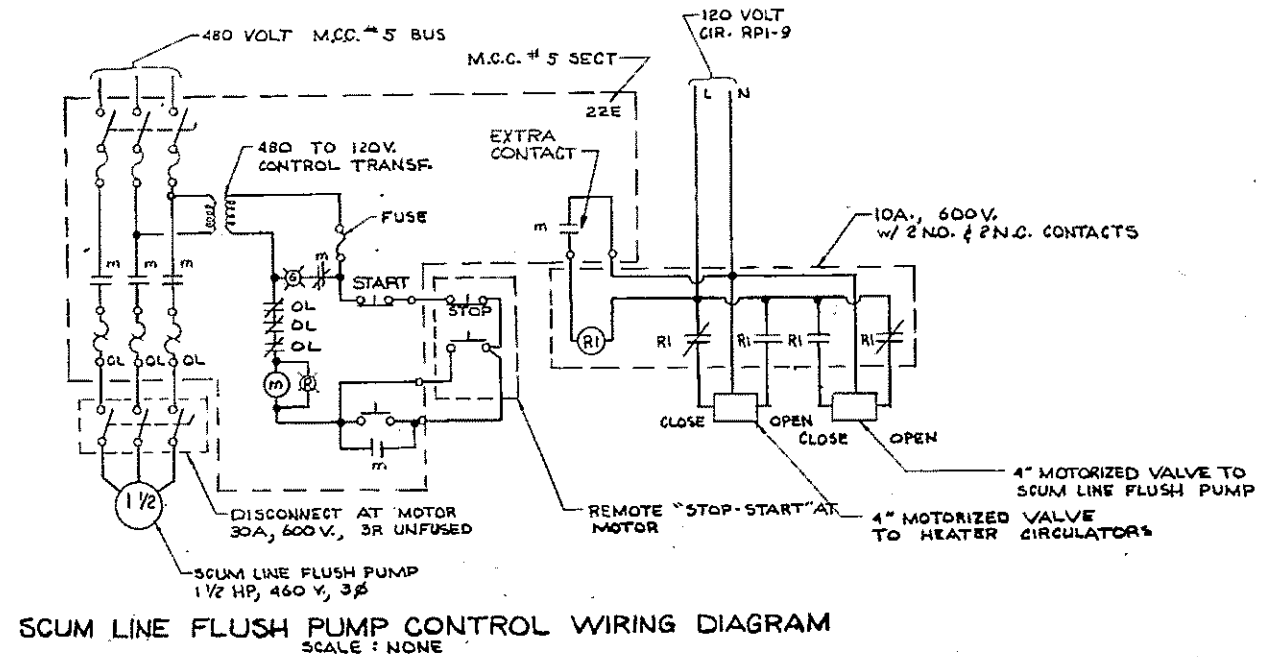 480 VOLT M.C.C. #5 BUS
120 VOLT
CIR. RP1-9
M.C.C. #5 SECT
22E
L N
480 TO 120V.
CONTROL TRANSF.
EXTRA
CONTACT
FUSE
m
10A., 600V.
w/ 2 N.O. & 2 N.C. CONTACTS
m m m
G m
START
STOP
OL
OL
OL
R1
R1 R1 R1 R1
OL OL OL
m R
CLOSE OPEN
CLOSE OPEN
m
1 1/2
DISCONNECT AT MOTOR
30A, 600V., 3R UNFUSED
REMOTE "STOP-START" AT
MOTOR
4" MOTORIZED VALVE TO
SCUM LINE FLUSH PUMP
4" MOTORIZED VALVE
TO HEATER CIRCULATORS
SCUM LINE FLUSH PUMP
1 1/2 HP, 460 V., 3Ø
SCUM LINE FLUSH PUMP CONTROL WIRING DIAGRAM
SCALE : NONE